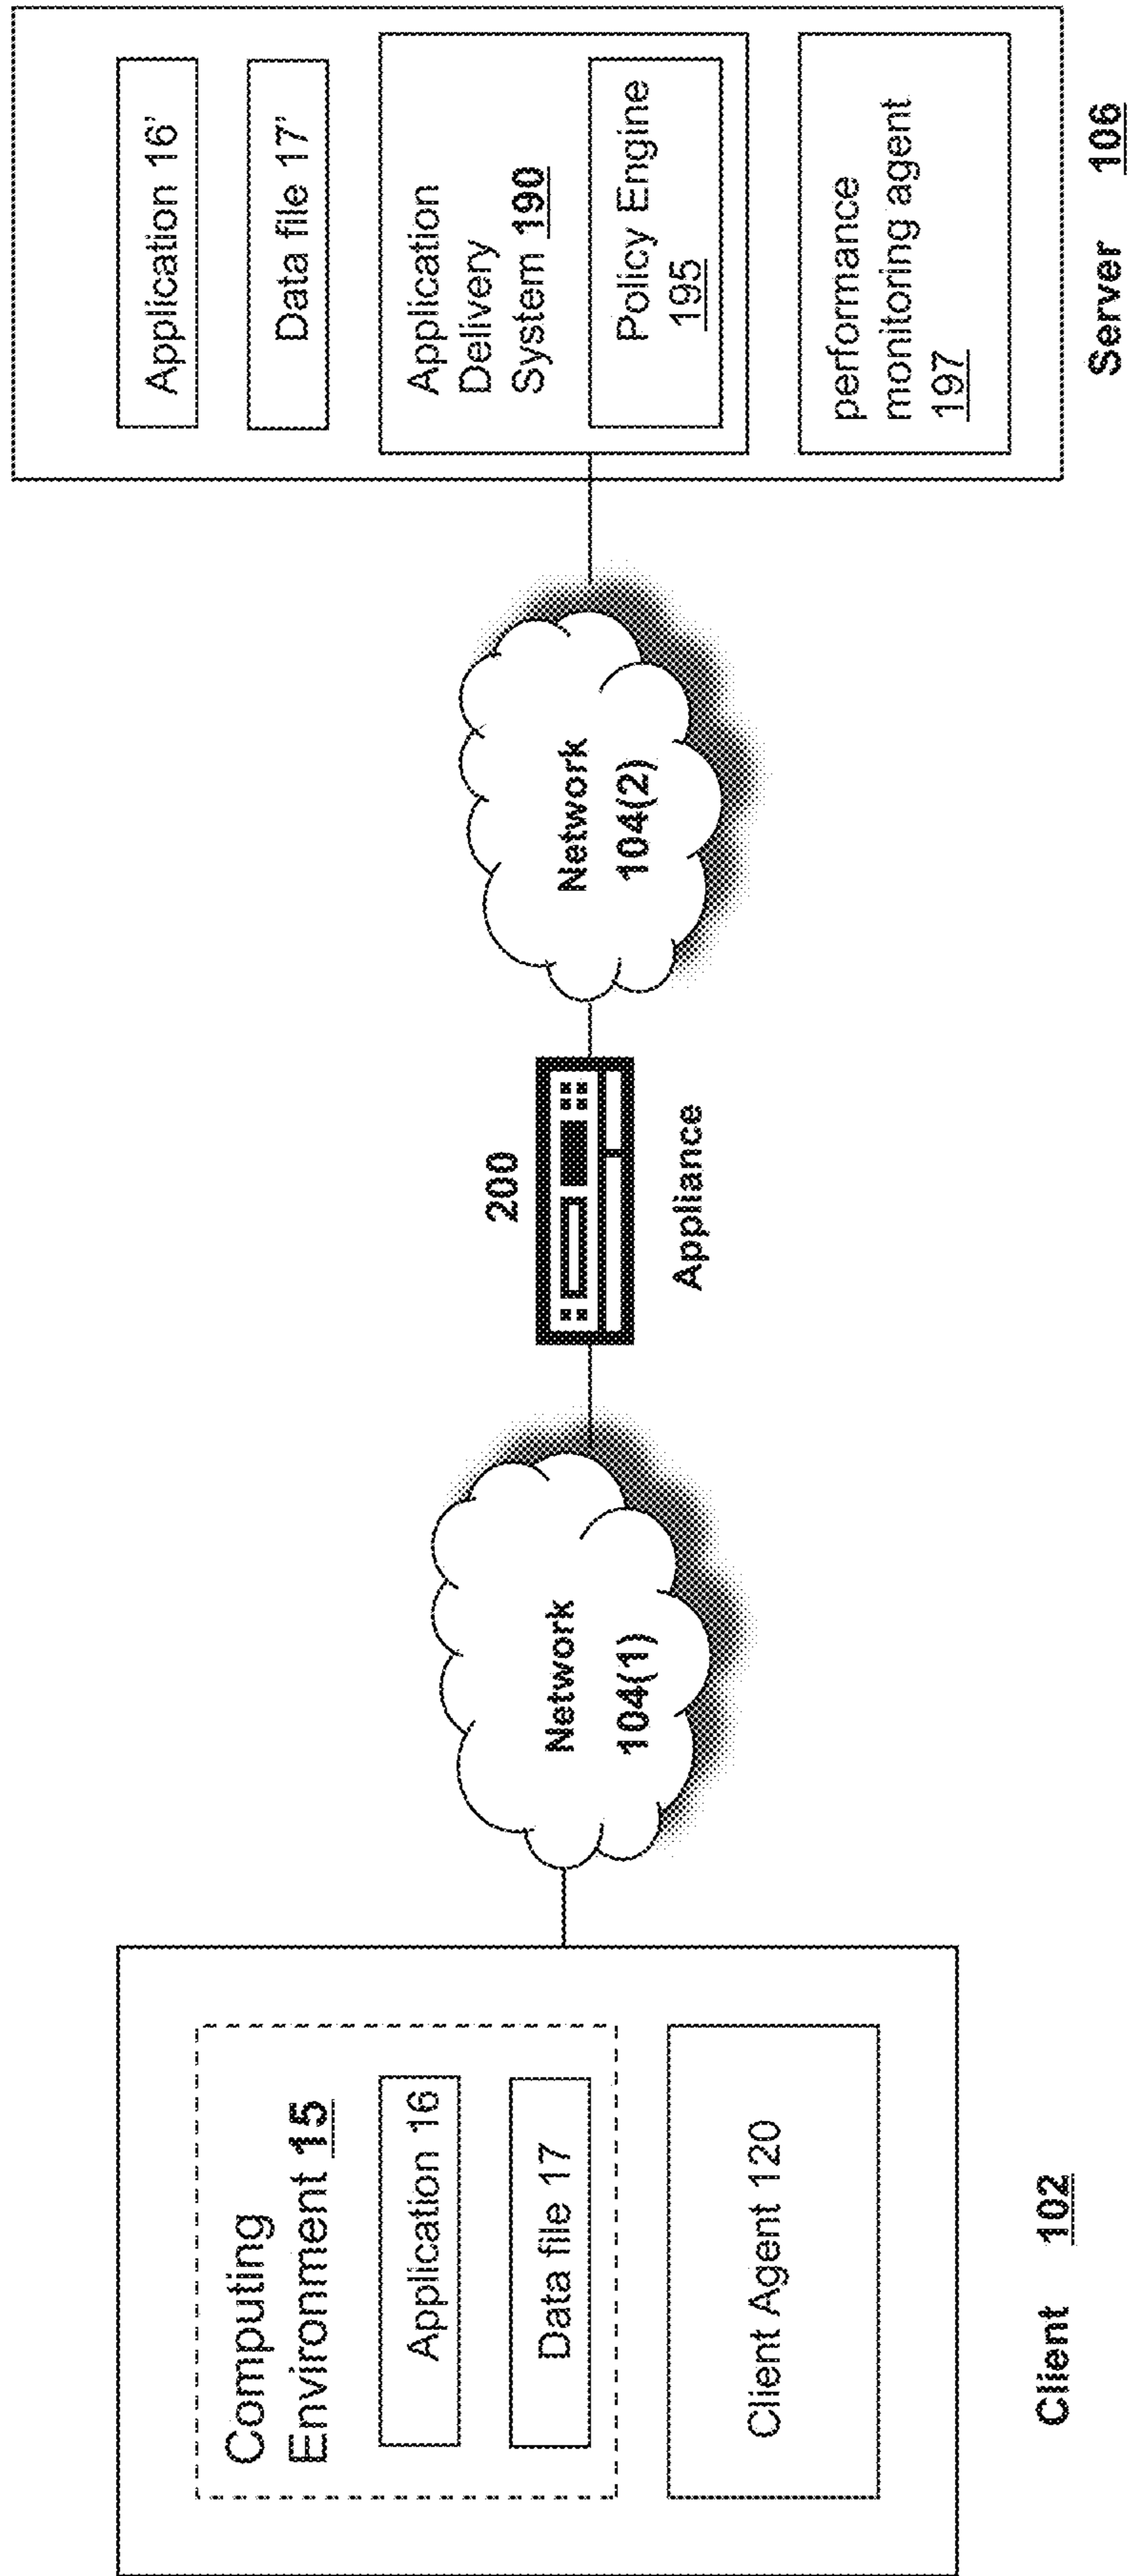 Computing
Environment 15
Application 16
Data file 17
Client Agent 120
Client 102
Network
104(1)
200
Appliance
Network
104(2)
Application 16'
Data file 17'
Application
Delivery
System 190
Policy Engine
195
performance
monitoring agent
197
Server 106